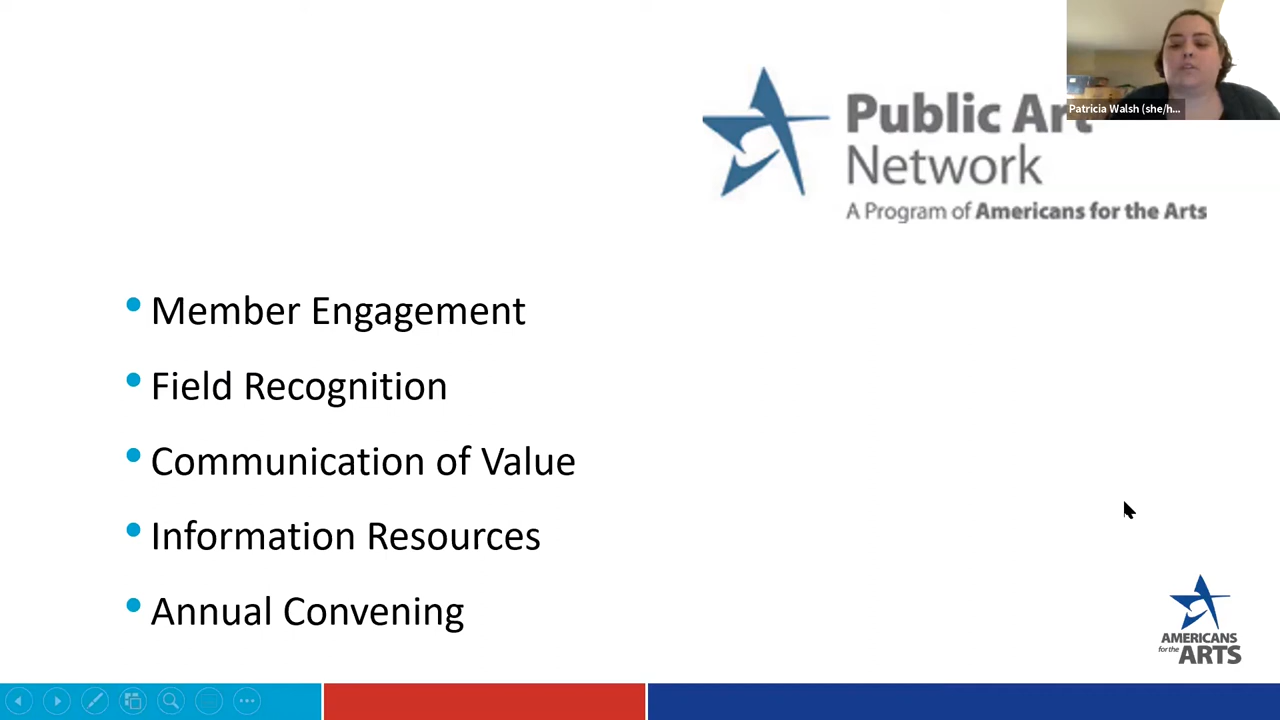 Patricia Walsh (she/h...
Public Art
Network
A Program of Americans for the Arts
• Member Engagement
• Field Recognition
• Communication of Value
• Information Resources
• Annual Convening
AMERICANS
for the
ARTS